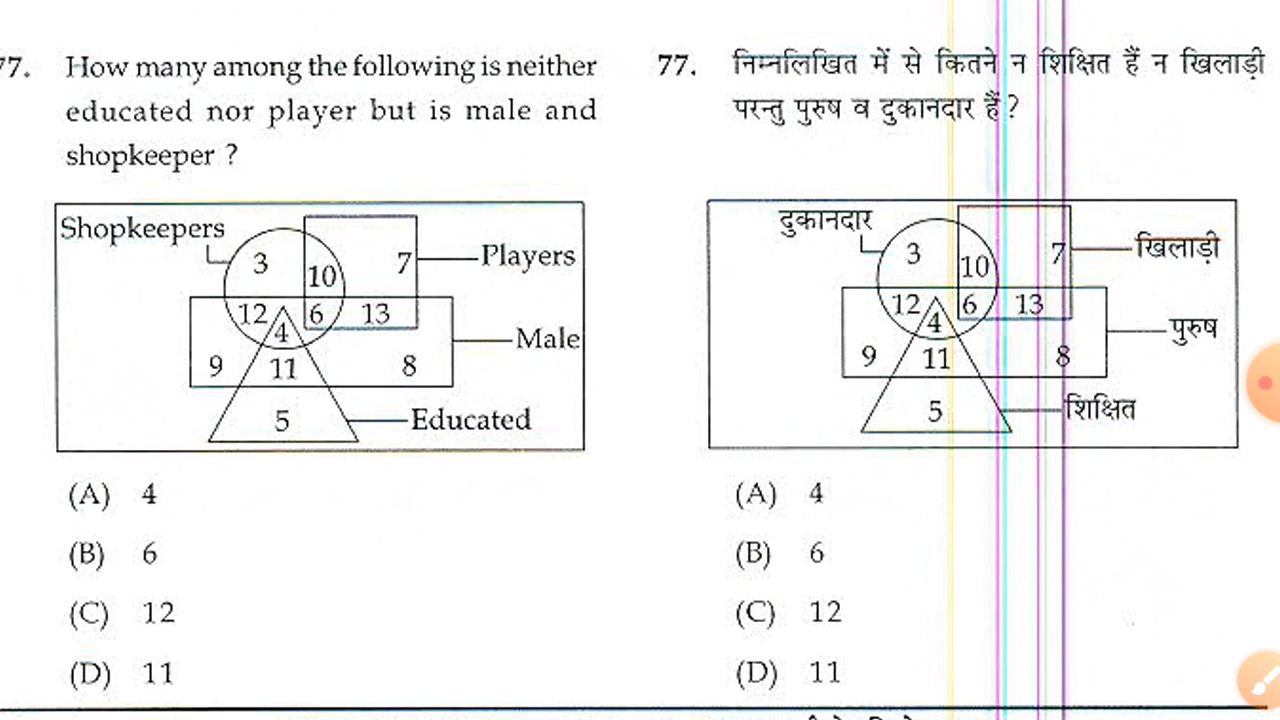 77. How many among the following is neither
educated nor player but is male and
shopkeeper ?
Shopkeepers
3
10
7
Players
12
4
6
13
Male
9
11
8
5
Educated
(A) 4
(B) 6
(C) 12
(D) 11
77. निम्नलिखित में से कितने न शिक्षित हैं न खिलाड़ी
परन्तु पुरुष व दुकानदार हैं ?
दुकानदार
3
10
7
खिलाड़ी
12
4
6
13
पुरुष
9
11
8
5
शिक्षित
(A) 4
(B) 6
(C) 12
(D) 11